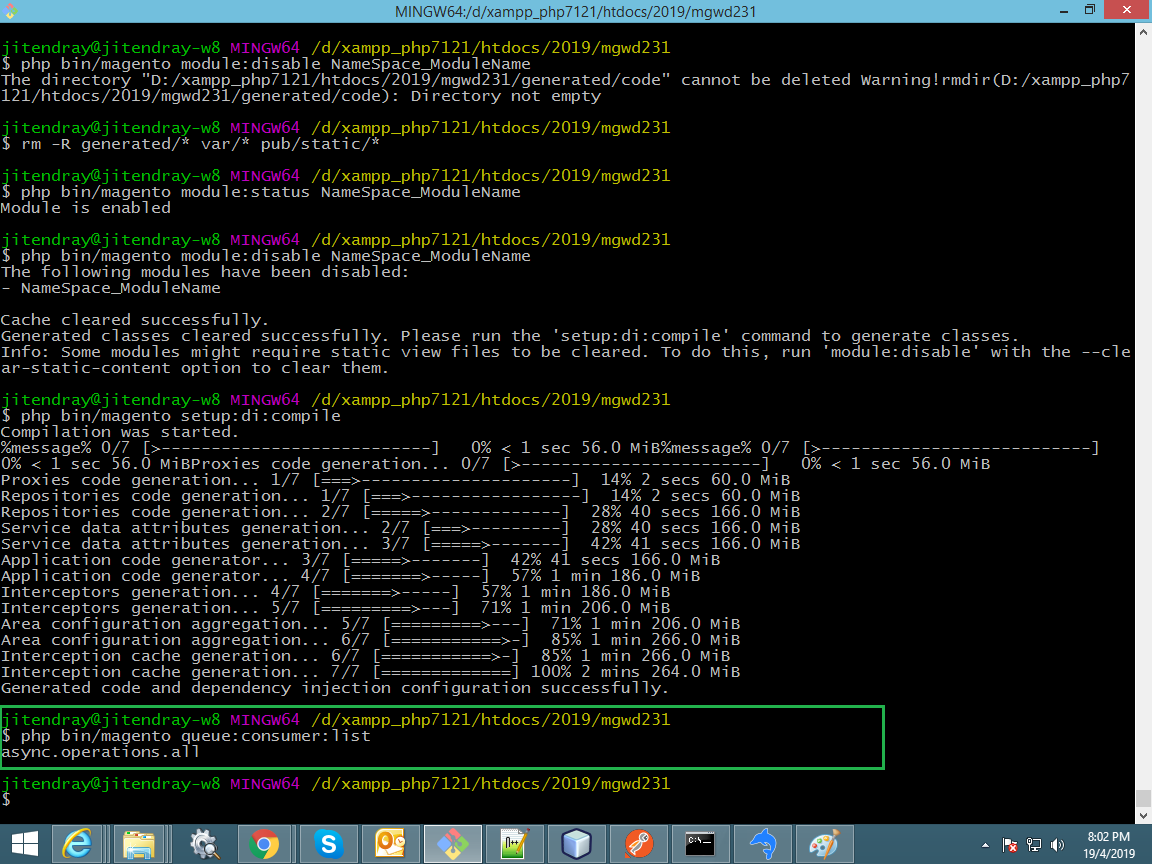 MINGW64:/d/xampp_php7121/htdocs/2019/mgwd231
jitendray@jitendray-w8 MINGW64 /d/xampp_php7121/htdocs/2019/mgwd231
$ php bin/magento module:disable NameSpace_ModuleName
The directory "D:/xampp_php7121/htdocs/2019/mgwd231/generated/code" cannot be deleted Warning!rmdir(D:/xampp_php7
121/htdocs/2019/mgwd231/generated/code): Directory not empty
jitendray@jitendray-w8 MINGW64 /d/xampp_php7121/htdocs/2019/mgwd231
$ rm -R generated/* var/* pub/static/*
jitendray@jitendray-w8 MINGW64 /d/xampp_php7121/htdocs/2019/mgwd231
$ php bin/magento module:status NameSpace_ModuleName
Module is enabled
jitendray@jitendray-w8 MINGW64 /d/xampp_php7121/htdocs/2019/mgwd231
$ php bin/magento module:disable NameSpace_ModuleName
The following modules have been disabled:
- NameSpace_ModuleName
Cache cleared successfully.
Generated classes cleared successfully. Please run the 'setup:di:compile' command to generate classes.
Info: Some modules might require static view files to be cleared. To do this, run 'module:disable' with the --cle
ar-static-content option to clear them.
jitendray@jitendray-w8 MINGW64 /d/xampp_php7121/htdocs/2019/mgwd231
$ php bin/magento setup:di:compile
Compilation was started.
%message% 0/7 [>---------------------------]   0% < 1 sec 56.0 MiB%message% 0/7 [>---------------------------]
0% < 1 sec 56.0 MiBProxies code generation... 0/7 [>------------------------]   0% < 1 sec 56.0 MiB
Proxies code generation... 1/7 [===>---------------------]  14% 2 secs 60.0 MiB
Repositories code generation... 1/7 [===>-----------------]  14% 2 secs 60.0 MiB
Repositories code generation... 2/7 [=====>-------------]  28% 40 secs 166.0 MiB
Service data attributes generation... 2/7 [===>---------]  28% 40 secs 166.0 MiB
Service data attributes generation... 3/7 [=====>-------]  42% 41 secs 166.0 MiB
Application code generator... 3/7 [=====>-------]  42% 41 secs 166.0 MiB
Application code generator... 4/7 [=======>-----]  57% 1 min 186.0 MiB
Interceptors generation... 4/7 [=======>-----]  57% 1 min 186.0 MiB
Interceptors generation... 5/7 [=========>---]  71% 1 min 206.0 MiB
Area configuration aggregation... 5/7 [=========>---]  71% 1 min 206.0 MiB
Area configuration aggregation... 6/7 [===========>-]  85% 1 min 266.0 MiB
Interception cache generation... 6/7 [===========>-]  85% 1 min 266.0 MiB
Interception cache generation... 7/7 [=============] 100% 2 mins 264.0 MiB
Generated code and dependency injection configuration successfully.
jitendray@jitendray-w8 MINGW64 /d/xampp_php7121/htdocs/2019/mgwd231
$ php bin/magento queue:consumer:list
async.operations.all
jitendray@jitendray-w8 MINGW64 /d/xampp_php7121/htdocs/2019/mgwd231
$
8:02 PM
19/4/2019